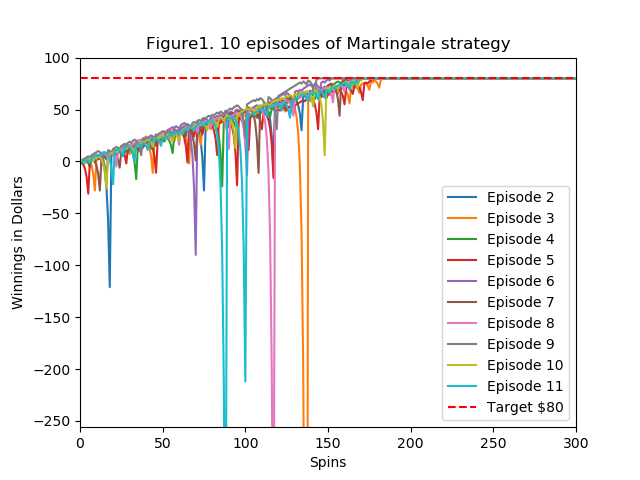 Figure1. 10 episodes of Martingale strategy
100
50
0
−50
−100
−150
−200
−250
Winnings in Dollars
0 50 100 150 200 250 300
Spins
Episode 2
Episode 3
Episode 4
Episode 5
Episode 6
Episode 7
Episode 8
Episode 9
Episode 10
Episode 11
Target $80